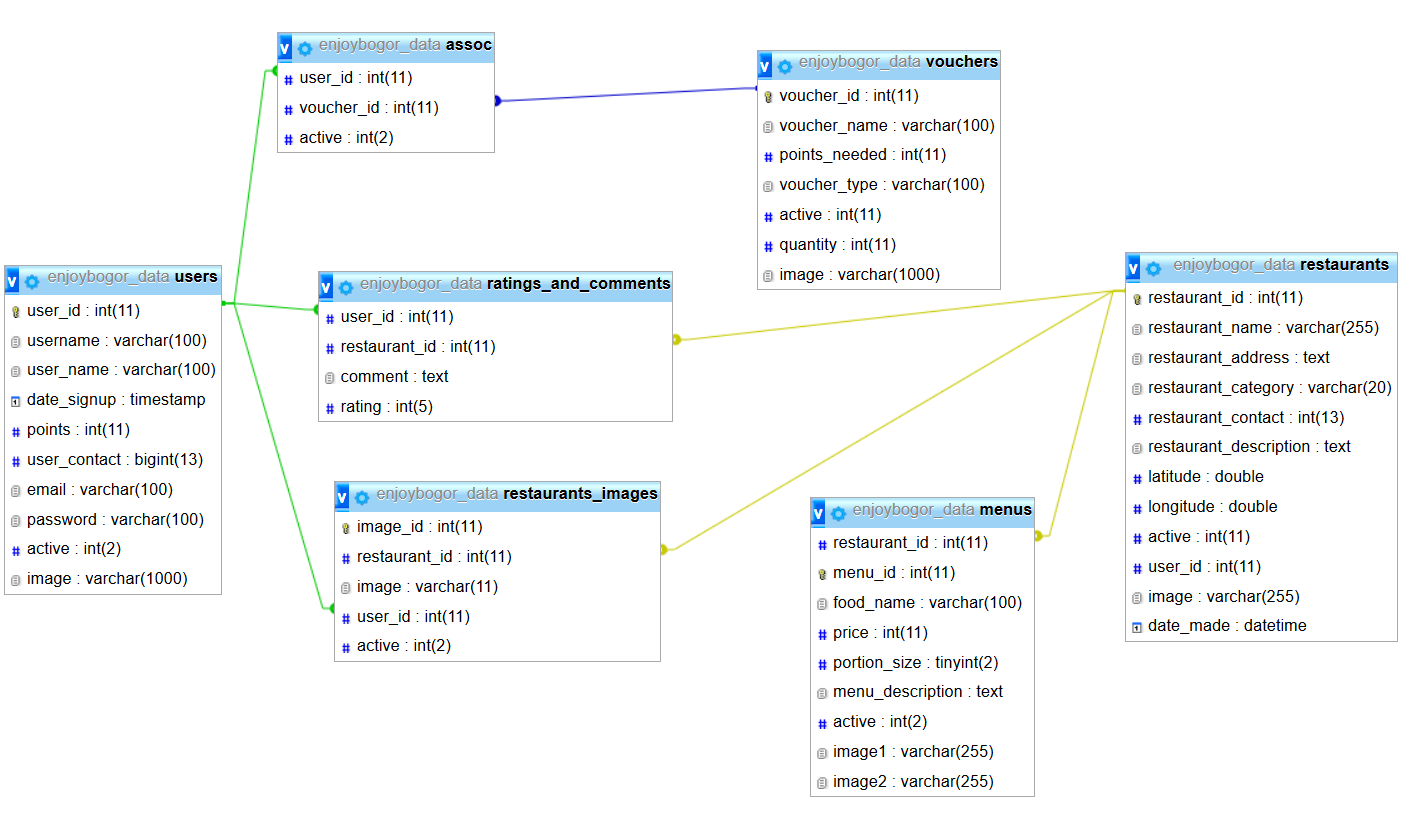 enjoybogor_data assoc
user_id : int(11)
voucher_id : int(11)
active : int(2)
enjoybogor_data vouchers
voucher_id : int(11)
voucher_name : varchar(100)
points_needed : int(11)
voucher_type : varchar(100)
active : int(11)
quantity : int(11)
image : varchar(1000)
enjoybogor_data users
user_id : int(11)
username : varchar(100)
user_name : varchar(100)
date_signup : timestamp
points : int(11)
user_contact : bigint(13)
email : varchar(100)
password : varchar(100)
active : int(2)
image : varchar(1000)
enjoybogor_data ratings_and_comments
user_id : int(11)
restaurant_id : int(11)
comment : text
rating : int(5)
enjoybogor_data restaurants
restaurant_id : int(11)
restaurant_name : varchar(255)
restaurant_address : text
restaurant_category : varchar(20)
restaurant_contact : int(13)
restaurant_description : text
latitude : double
longitude : double
active : int(11)
user_id : int(11)
image : varchar(255)
date_made : datetime
enjoybogor_data restaurants_images
image_id : int(11)
restaurant_id : int(11)
image : varchar(11)
user_id : int(11)
active : int(2)
enjoybogor_data menus
restaurant_id : int(11)
menu_id : int(11)
food_name : varchar(100)
price : int(11)
portion_size : tinyint(2)
menu_description : text
active : int(2)
image1 : varchar(255)
image2 : varchar(255)